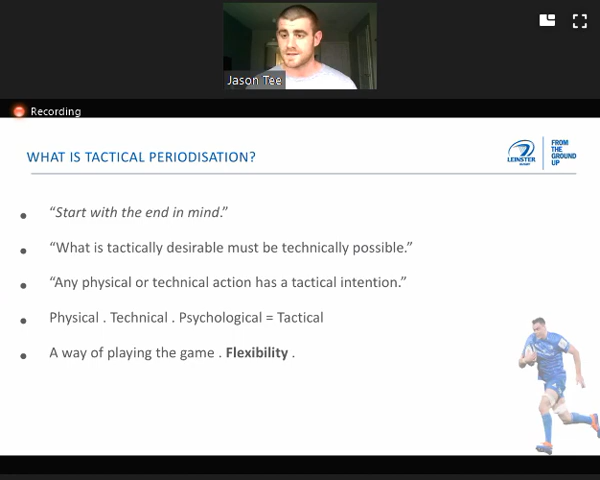 Jason Tee
Recording
WHAT IS TACTICAL PERIODISATION?
LEINSTER
RUGBY
FROM
THE
GROUND
UP
“Start with the end in mind.”
“What is tactically desirable must be technically possible.”
“Any physical or technical action has a tactical intention.”
Physical . Technical . Psychological = Tactical
A way of playing the game . Flexibility .